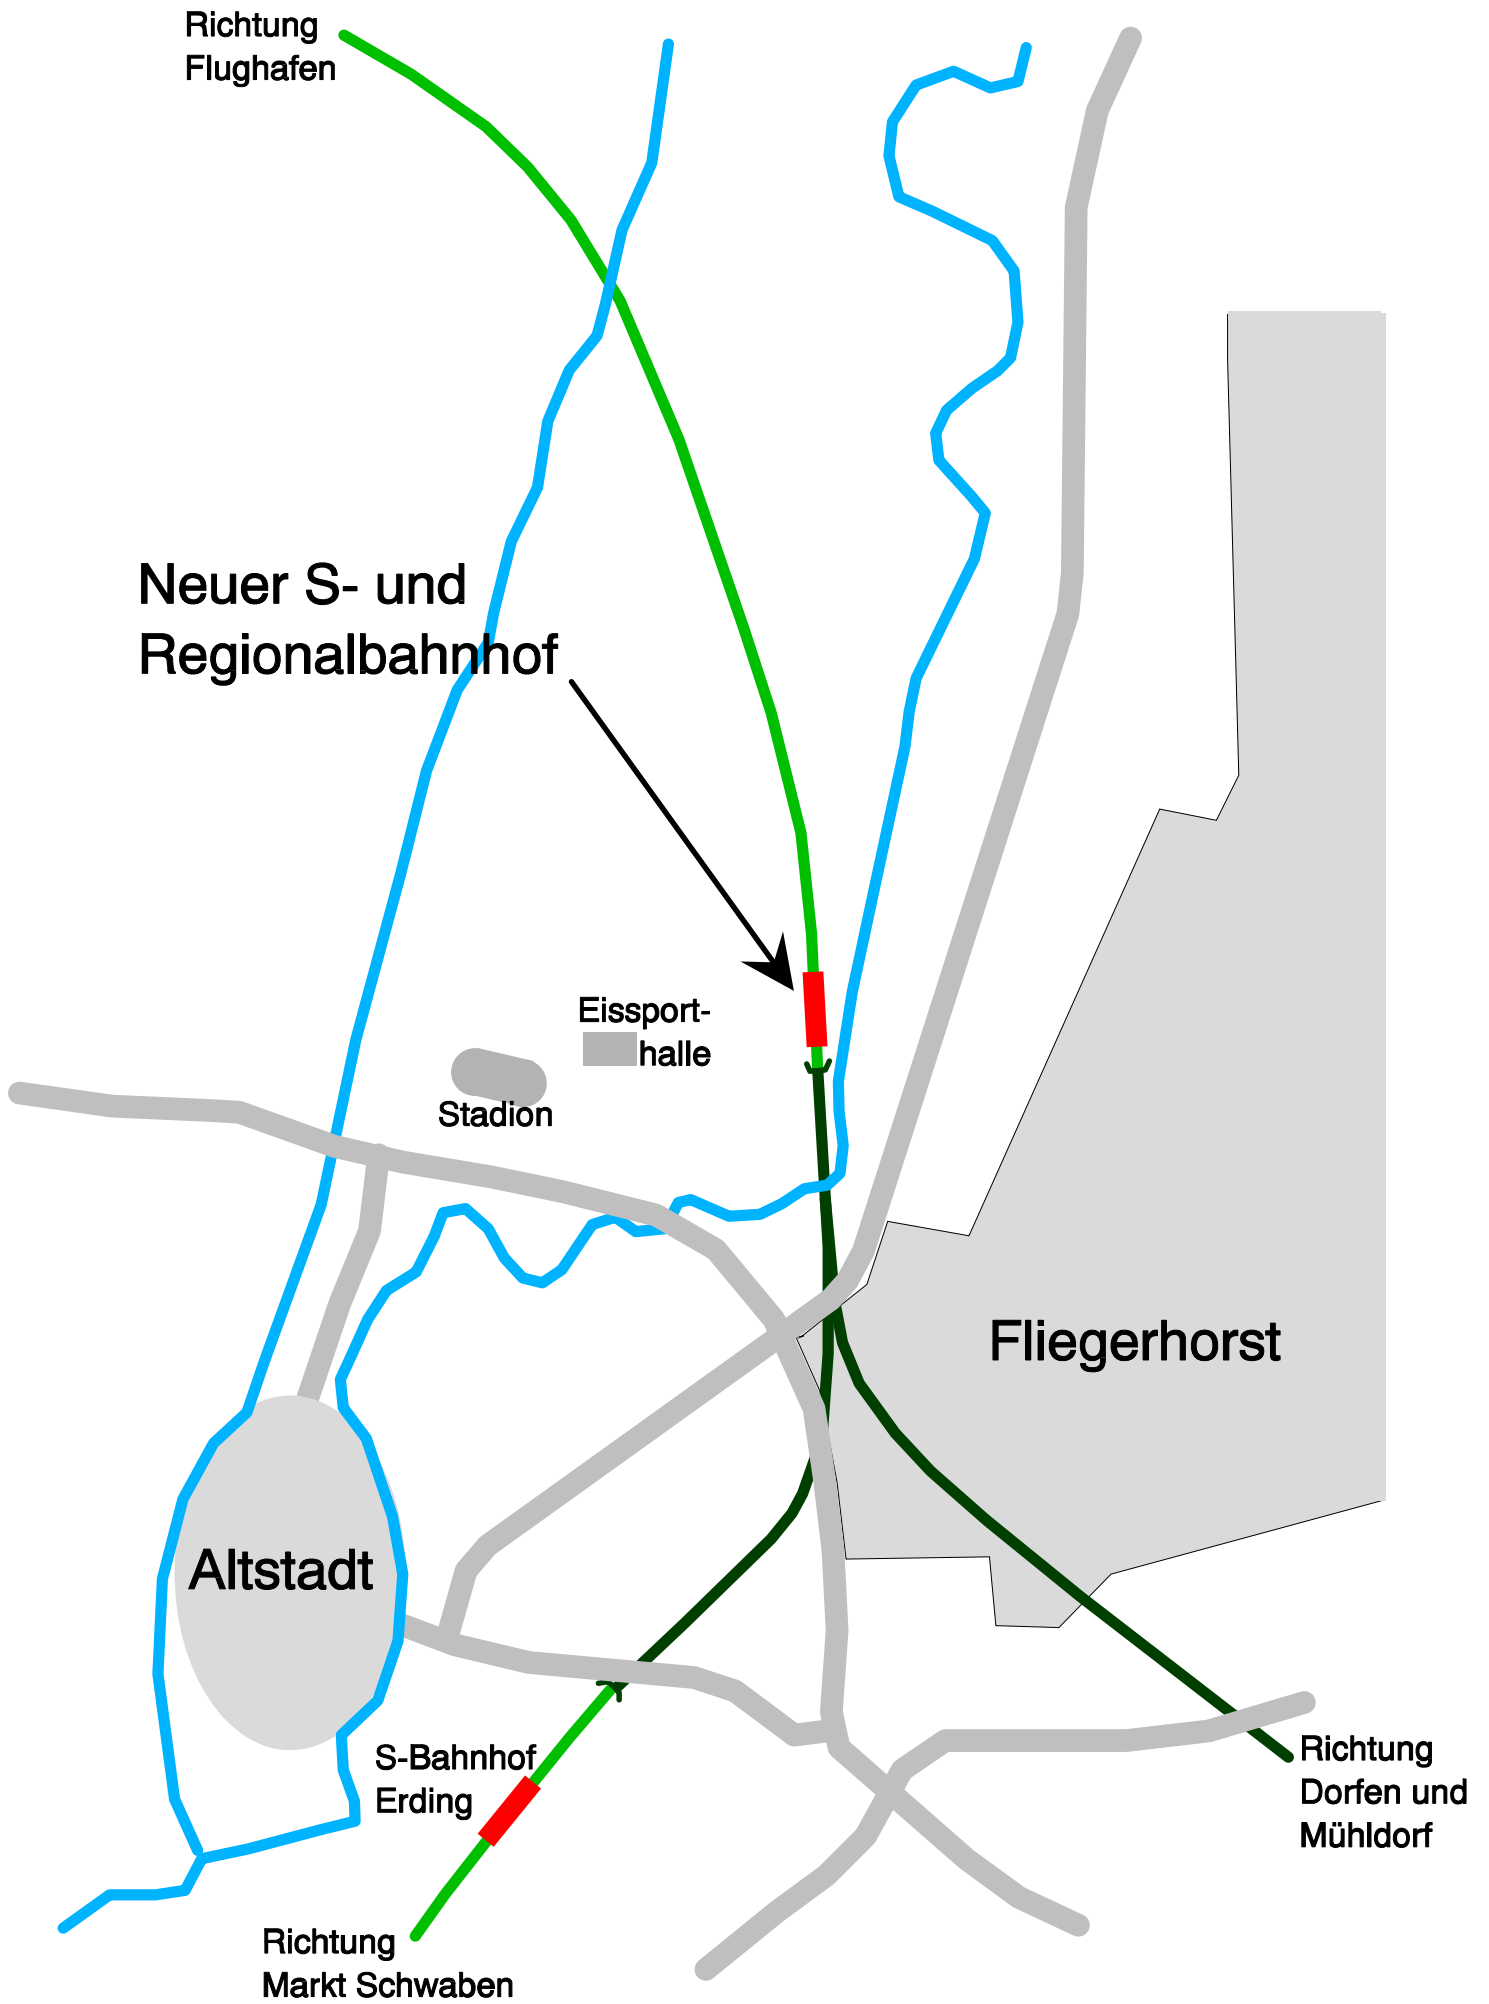 Richtung
Flughafen
Neuer S- und
Regionalbahnhof
Eissport-
halle
Stadion
Fliegerhorst
Altstadt
S-Bahnhof
Erding
Richtung
Dorfen und
Mühldorf
Richtung
Markt Schwaben